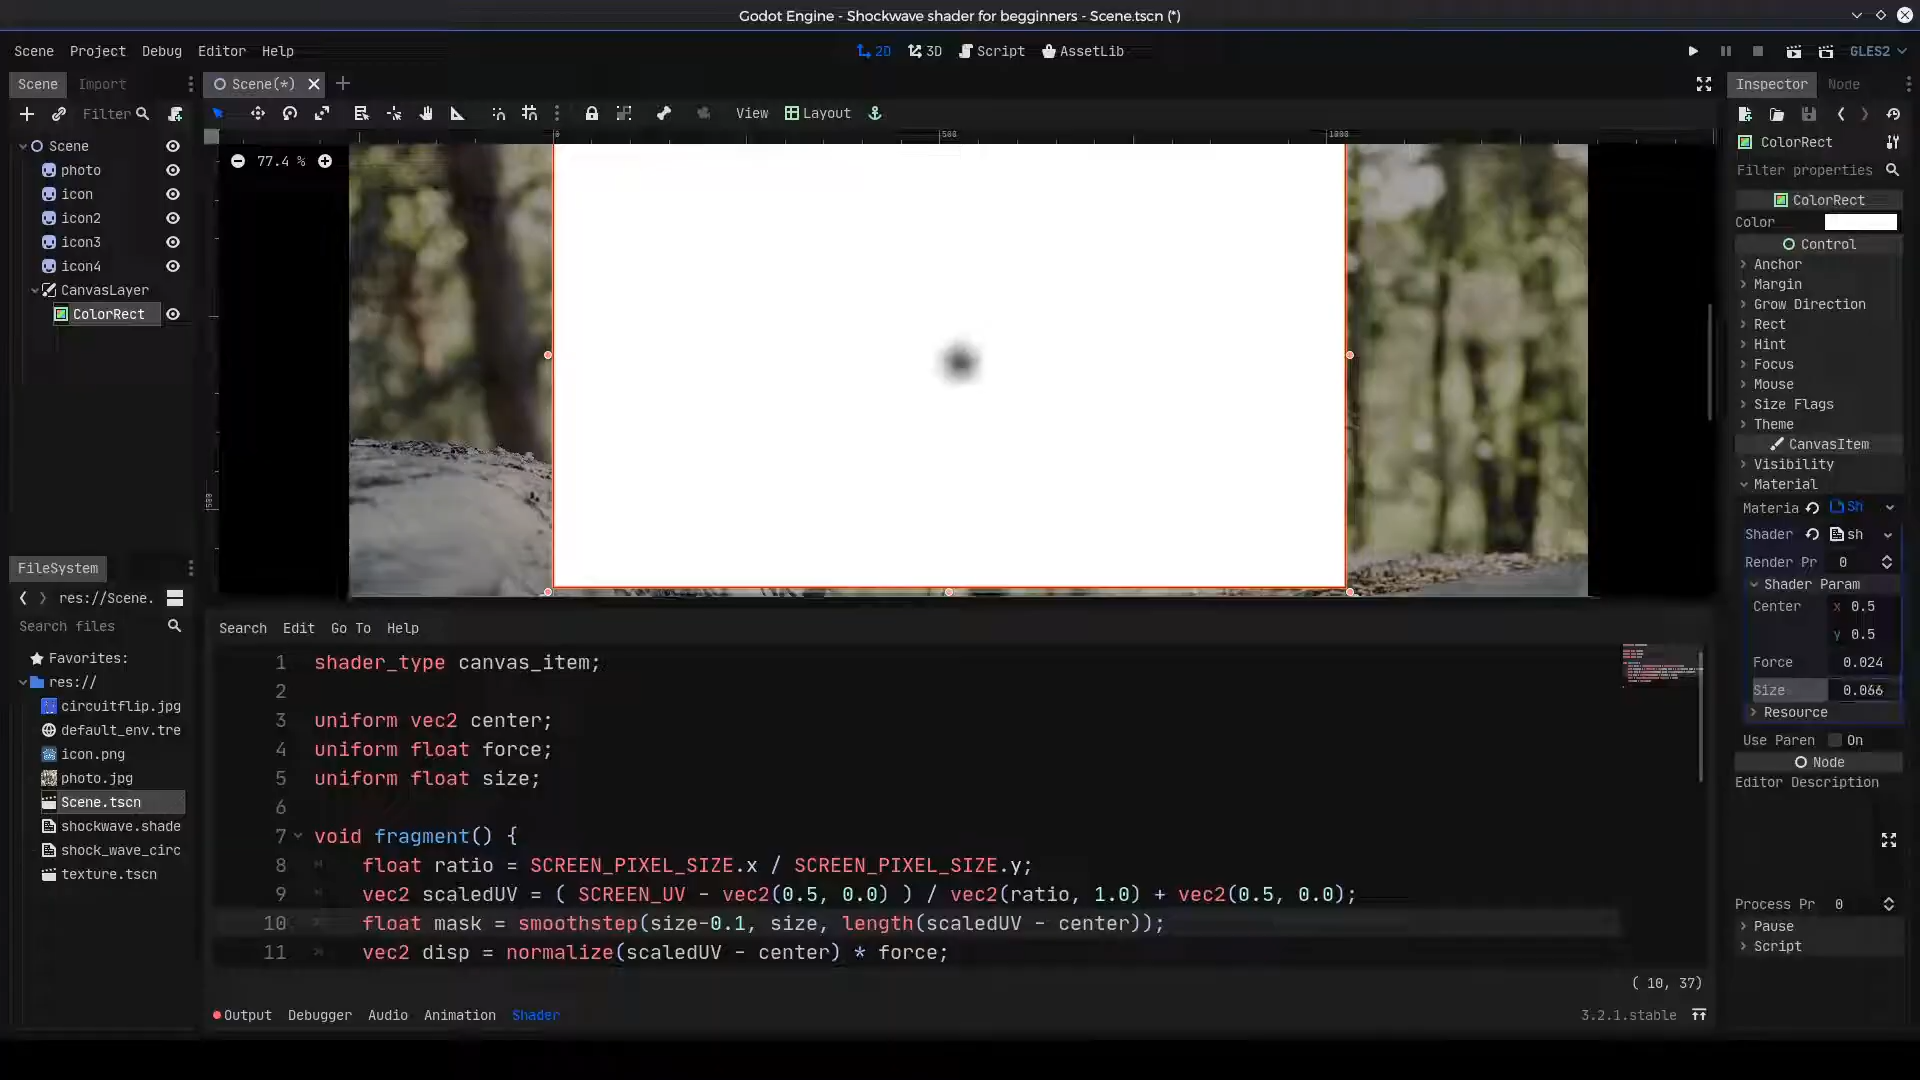 Godot Engine - Shockwave shader for begginners - Scene.tscn (*)
Scene Project Debug Editor Help
2D 3D Script AssetLib
GLES2
Scene Import
Scene(*)
Inspector Node
Filter
View Layout
ColorRect
Filter properties
77.4 %
0 500 1000
500
Scene
photo
icon
icon2
icon3
icon4
CanvasLayer
ColorRect
ColorRect
Color
Control
Anchor
Margin
Grow Direction
Rect
Hint
Focus
Mouse
Size Flags
Theme
CanvasItem
Visibility
Material
Materia Sh
Shader sh
Render Pr 0
Shader Param
Center x 0.5
y 0.5
Force 0.024
Size 0.066
Resource
Use Paren On
Node
Editor Description
Process Pr 0
Pause
Script
FileSystem
res://Scene.
Search files
Favorites:
res://
circuitflip.jpg
default_env.tre
icon.png
photo.jpg
Scene.tscn
shockwave.shade
shock_wave_circ
texture.tscn
Search Edit Go To Help
1 shader_type canvas_item;
2
3 uniform vec2 center;
4 uniform float force;
5 uniform float size;
6
7 void fragment() {
8 float ratio = SCREEN_PIXEL_SIZE.x / SCREEN_PIXEL_SIZE.y;
9 vec2 scaledUV = ( SCREEN_UV - vec2(0.5, 0.0) ) / vec2(ratio, 1.0) + vec2(0.5, 0.0);
10 float mask = smoothstep(size-0.1, size, length(scaledUV - center));
11 vec2 disp = normalize(scaledUV - center) * force;
( 10, 37)
Output Debugger Audio Animation Shader
3.2.1.stable